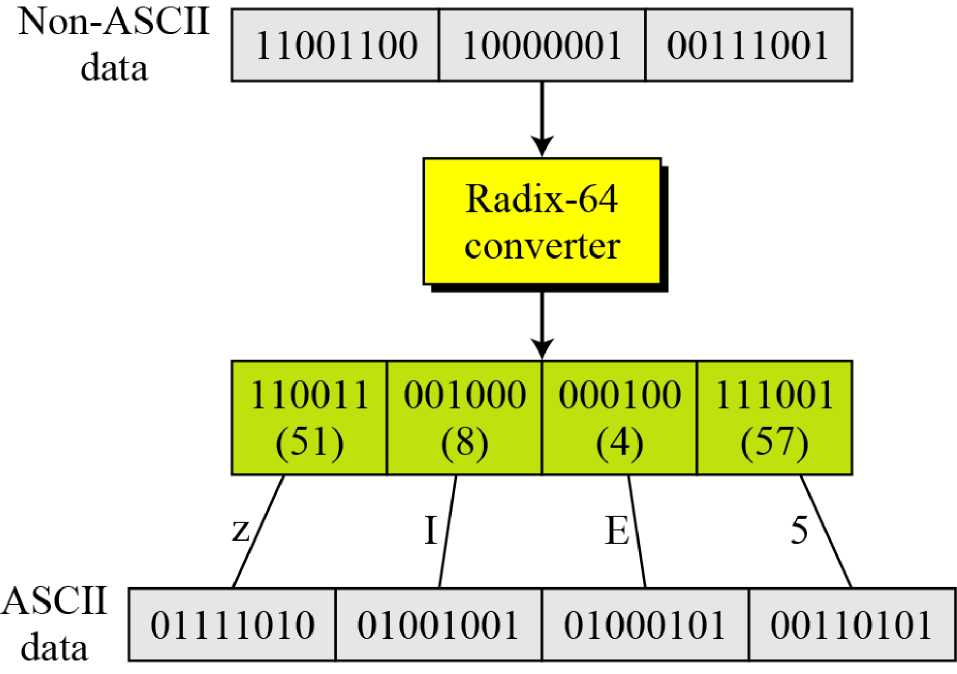 Non-ASCII
data
11001100 10000001 00111001
Radix-64
converter
110011 001000 000100 111001
(51) (8) (4) (57)
z I E 5
ASCII
data
01111010 01001001 01000101 00110101